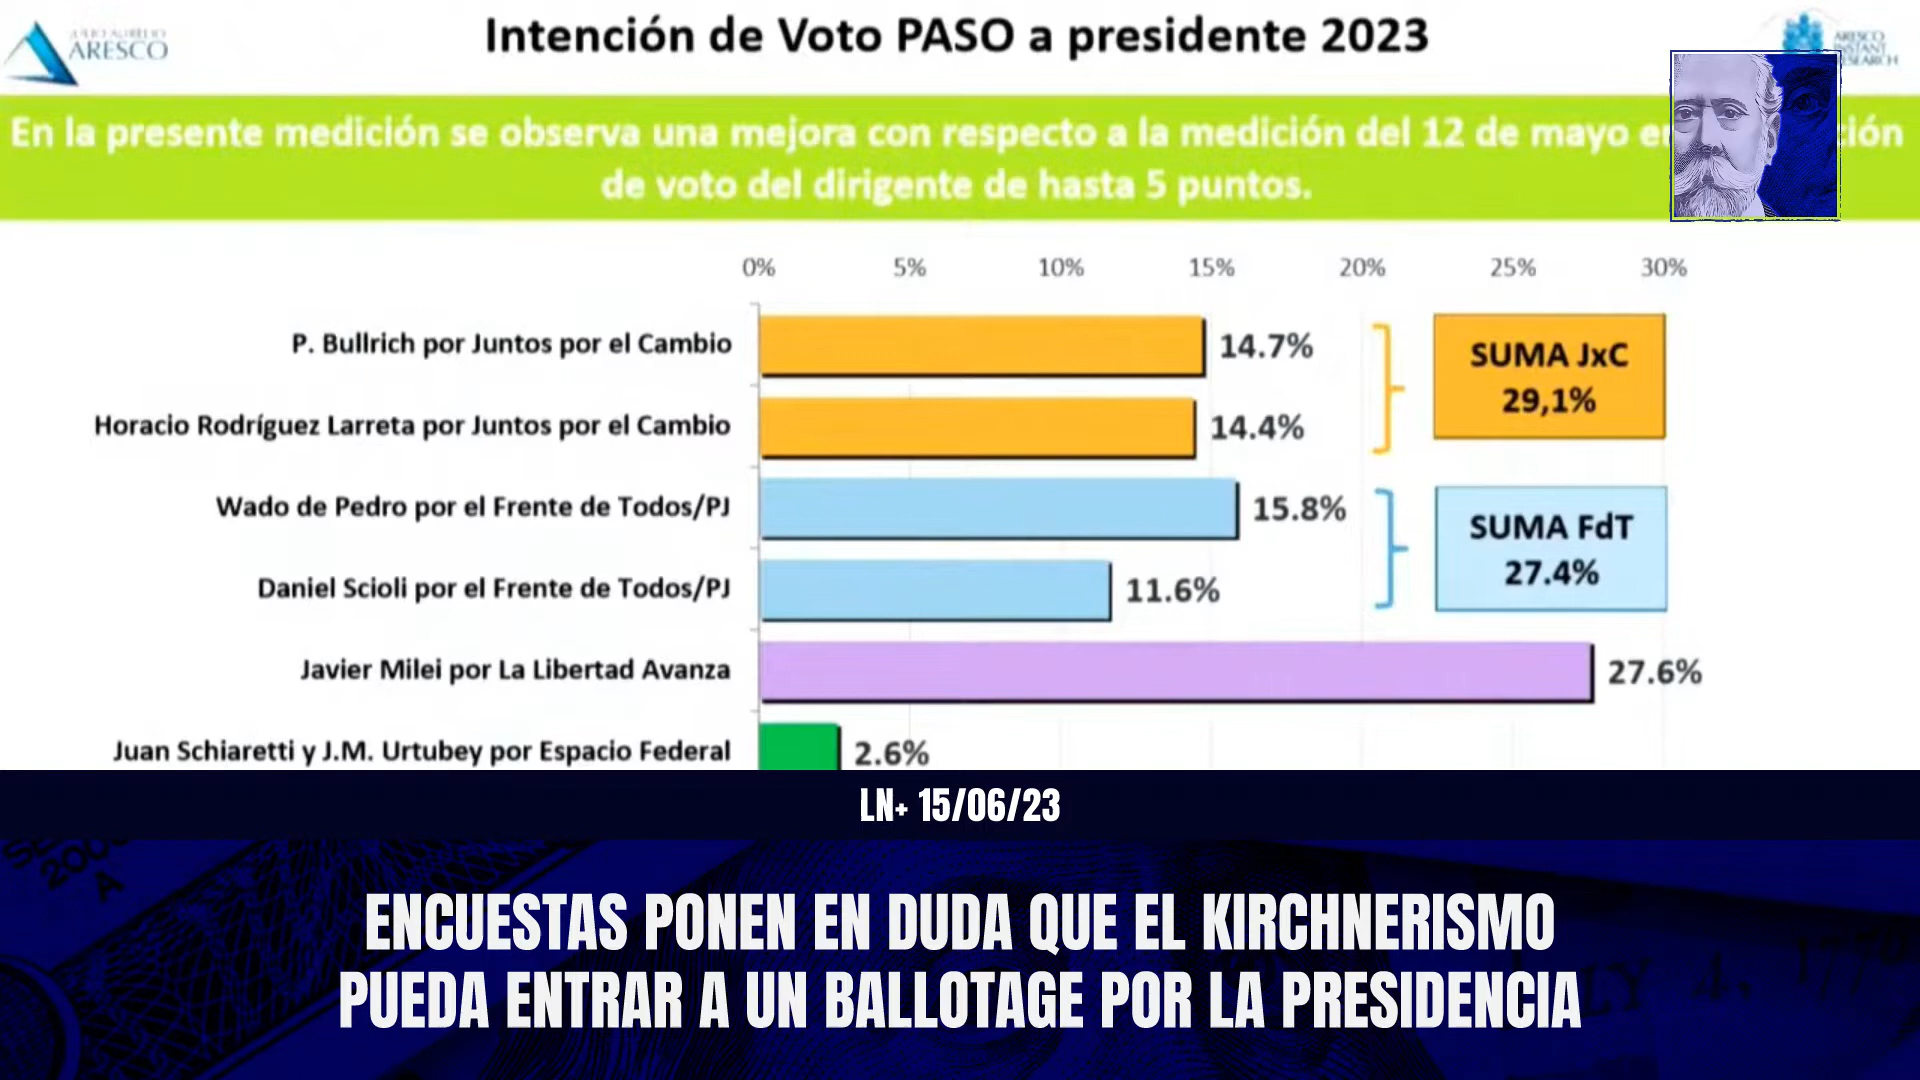 ARESCO
Intención de Voto PASO a presidente 2023
ARESCO
En la presente medición se observa una mejora con respecto a la medición del 12 de mayo en
de voto del dirigente de hasta 5 puntos.
0% 5% 10% 15% 20% 25% 30%
P. Bullrich por Juntos por el Cambio 14.7%
Horacio Rodríguez Larreta por Juntos por el Cambio 14.4%
SUMA JxC
29,1%
Wado de Pedro por el Frente de Todos/PJ 15.8%
Daniel Scioli por el Frente de Todos/PJ 11.6%
SUMA FdT
27.4%
Javier Milei por La Libertad Avanza 27.6%
Juan Schiaretti y J.M. Urtubey por Espacio Federal 2.6%
LN+ 15/06/23
ENCUESTAS PONEN EN DUDA QUE EL KIRCHNERISMO
PUEDA ENTRAR A UN BALLOTAGE POR LA PRESIDENCIA